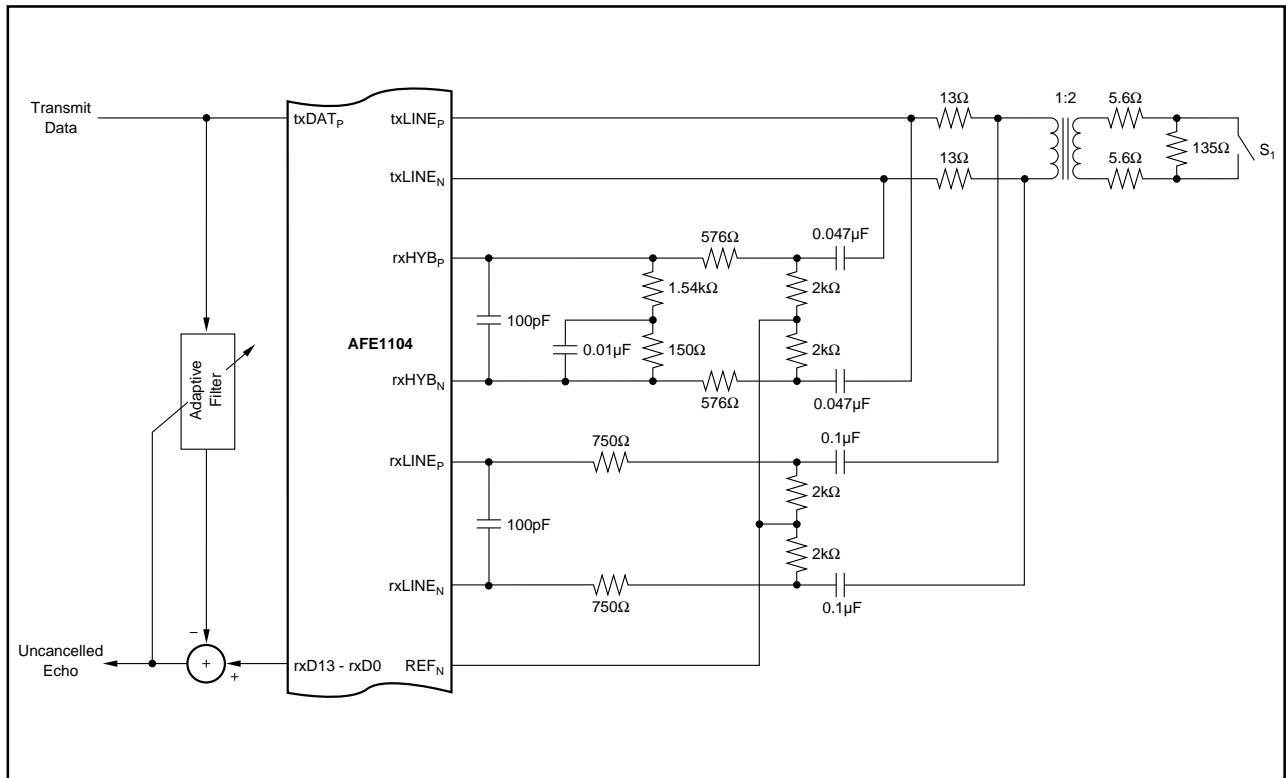 Transmit
Data
txDATP
txLINEP
13Ω
1:2
5.6Ω
135Ω
S1
txLINEN
13Ω
5.6Ω
rxHYBP
576Ω
0.047µF
1.54kΩ
2kΩ
100pF
AFE1104
0.01µF
150Ω
2kΩ
Adaptive
Filter
rxHYBN
576Ω
0.047µF
rxLINEP
750Ω
0.1µF
2kΩ
100pF
2kΩ
rxLINEN
750Ω
0.1µF
Uncancelled
Echo
–
+
+
rxD13 - rxD0
REFN